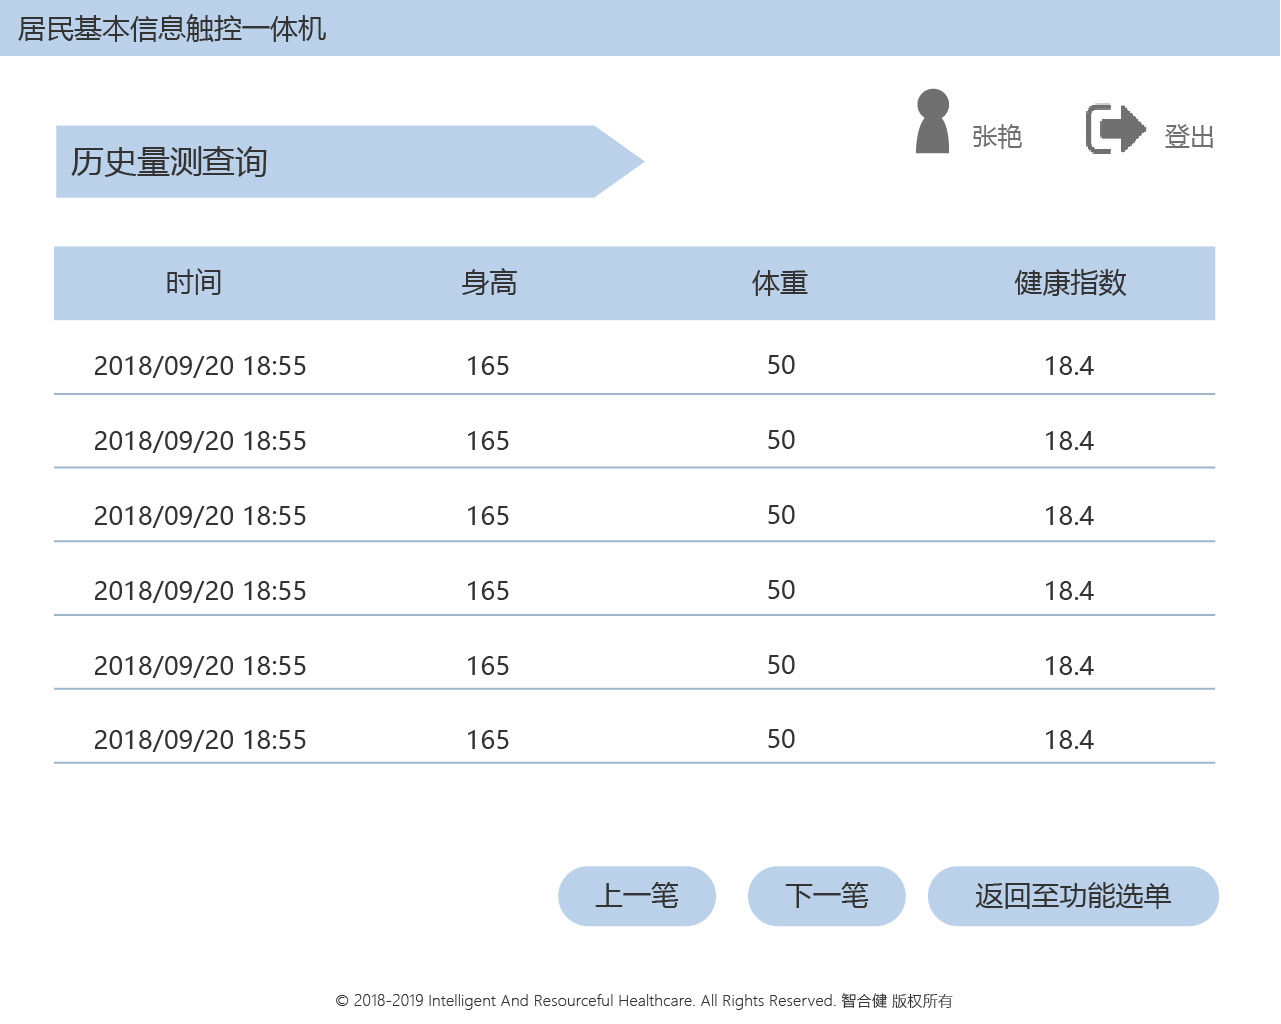 居民基本信息触控一体机
张艳 登出
历史量测查询
时间 身高 体重 健康指数
2018/09/20 18:55 165 50 18.4
2018/09/20 18:55 165 50 18.4
2018/09/20 18:55 165 50 18.4
2018/09/20 18:55 165 50 18.4
2018/09/20 18:55 165 50 18.4
2018/09/20 18:55 165 50 18.4
上一笔 下一笔 返回至功能选单
© 2018-2019 Intelligent And Resourceful Healthcare. All Rights Reserved. 智合健 版权所有